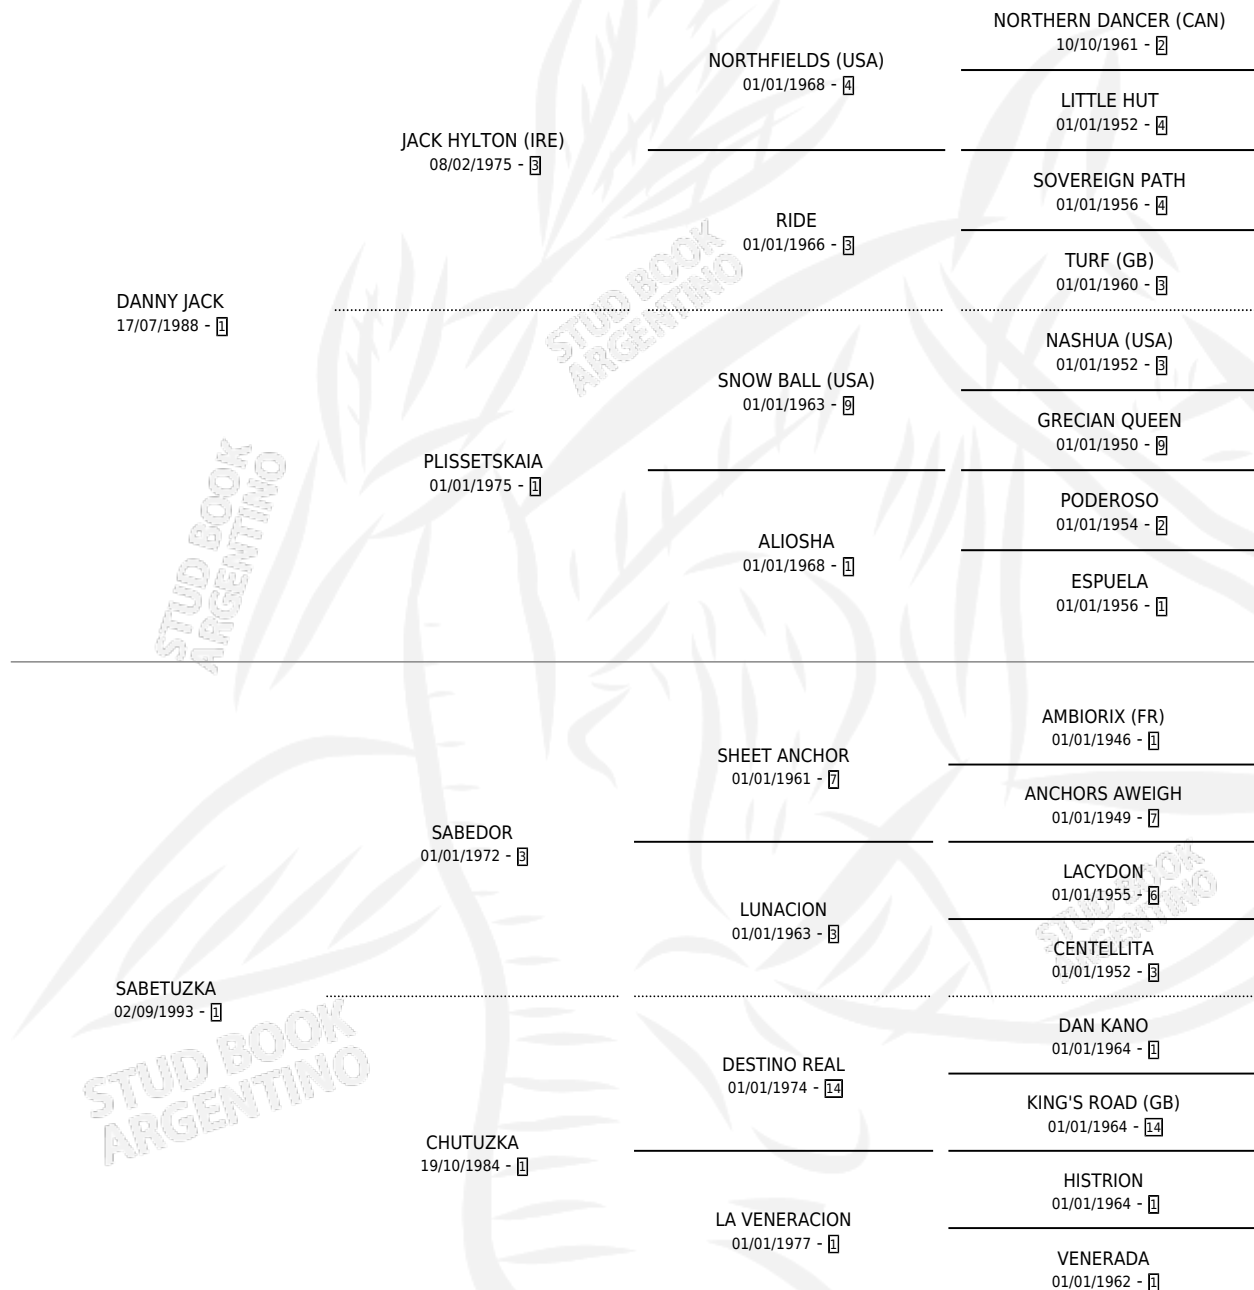 NORTHERN DANCER (CAN)
10/10/1961 - 2
NORTHFIELDS (USA)
01/01/1968 - 4
LITTLE HUT
01/01/1952 - 4
JACK HYLTON (IRE)
08/02/1975 - 3
SOVEREIGN PATH
01/01/1956 - 4
RIDE
01/01/1966 - 3
TURF (GB)
01/01/1960 - 3
DANNY JACK
17/07/1988 - 1
NASHUA (USA)
01/01/1952 - 3
SNOW BALL (USA)
01/01/1963 - 9
GRECIAN QUEEN
01/01/1950 - 9
PLISSETSKAIA
01/01/1975 - 1
PODEROSO
01/01/1954 - 2
ALIOSHA
01/01/1968 - 1
ESPUELA
01/01/1956 - 1
AMBIORIX (FR)
01/01/1946 - 1
SHEET ANCHOR
01/01/1961 - 7
ANCHORS AWEIGH
01/01/1949 - 7
SABEDOR
01/01/1972 - 3
LACYDON
01/01/1955 - 6
LUNACION
01/01/1963 - 3
CENTELLITA
01/01/1952 - 3
SABETUZKA
02/09/1993 - 1
DAN KANO
01/01/1964 - 1
DESTINO REAL
01/01/1974 - 14
KING'S ROAD (GB)
01/01/1964 - 14
CHUTUZKA
19/10/1984 - 1
HISTRION
01/01/1964 - 1
LA VENERACION
01/01/1977 - 1
VENERADA
01/01/1962 - 1
STUD BOOK
ARGENTINO
STUD BOOK
ARGENTINO
STUD BOOK
ARGENTINO
STUD BOOK
ARGENTINO